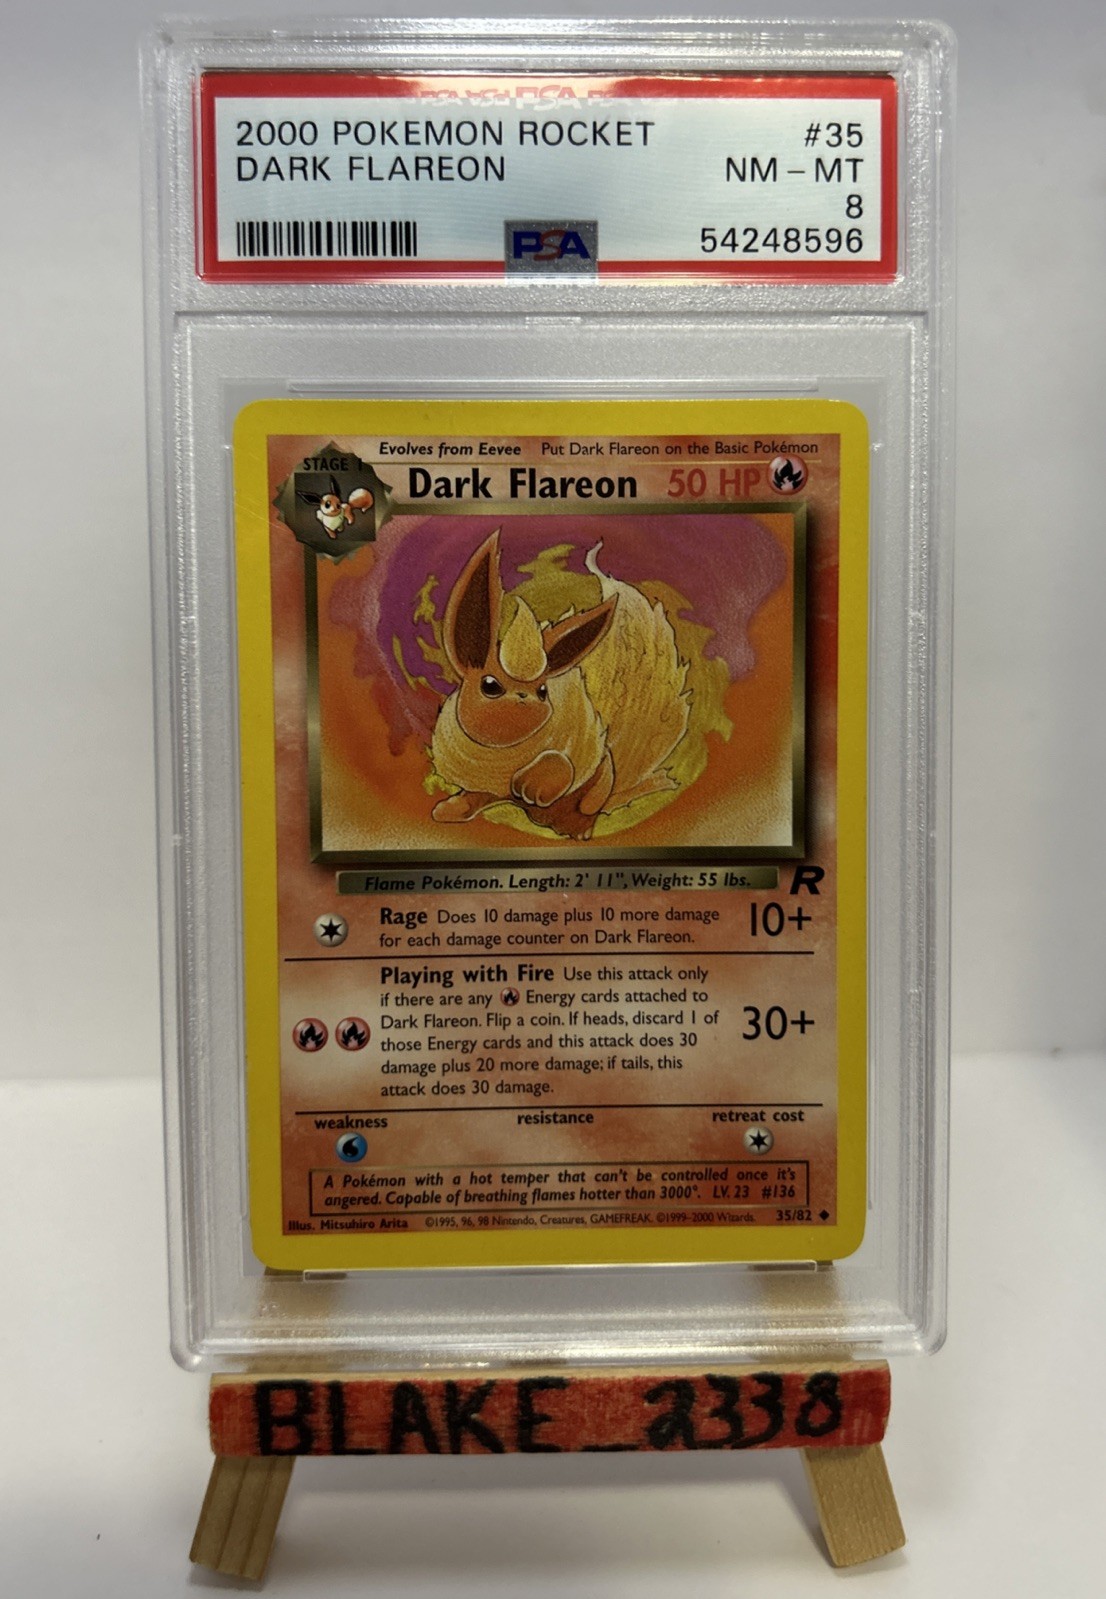 2000 POKEMON ROCKET #35
DARK FLAREON NM - MT
8
PSA 54248596
Evolves from Eevee Put Dark Flareon on the Basic Pokémon
STAGE 1
Dark Flareon 50 HP
Flame Pokémon. Length: 2' 11", Weight: 55 lbs.
R
Rage Does 10 damage plus 10 more damage
for each damage counter on Dark Flareon.
10+
Playing with Fire Use this attack only
if there are any Energy cards attached to
Dark Flareon. Flip a coin. If heads, discard 1 of
those Energy cards and this attack does 30
damage plus 20 more damage; if tails, this
attack does 30 damage.
30+
weakness resistance retreat cost
A Pokémon with a hot temper that can't be controlled once it's
angered. Capable of breathing flames hotter than 3000°. LV. 23 #136
Illus. Mitsuhiro Arita ©1995, 96, 98 Nintendo, Creatures, GAMEFREAK. ©1999-2000 Wizards. 35/82
BLAKE_2338